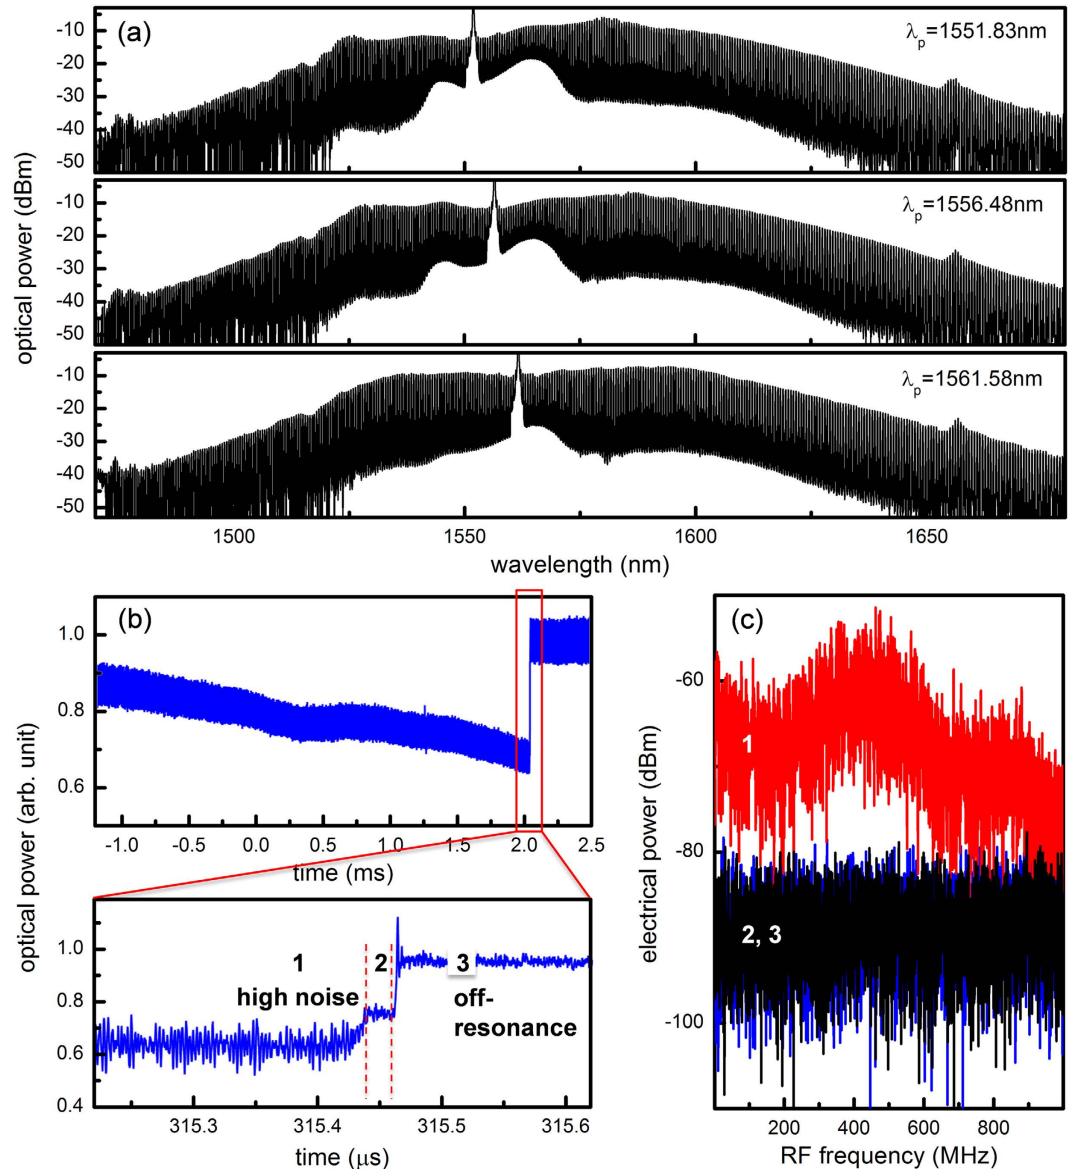 (a)
λp=1551.83nm
-10
-20
-30
-40
-50
λp=1556.48nm
-10
-20
-30
-40
-50
λp=1561.58nm
-10
-20
-30
-40
-50
optical power (dBm)
1500 1550 1600 1650
wavelength (nm)
(b)
1.0
0.8
0.6
-1.0 -0.5 0.0 0.5 1.0 1.5 2.0 2.5
time (ms)
optical power (arb. unit)
1.0
0.8
0.6
0.4
1
high noise
2
3
off-
resonance
315.3 315.4 315.5 315.6
time (μs)
(c)
-60
-80
-100
electrical power (dBm)
1
2, 3
200 400 600 800
RF frequency (MHz)